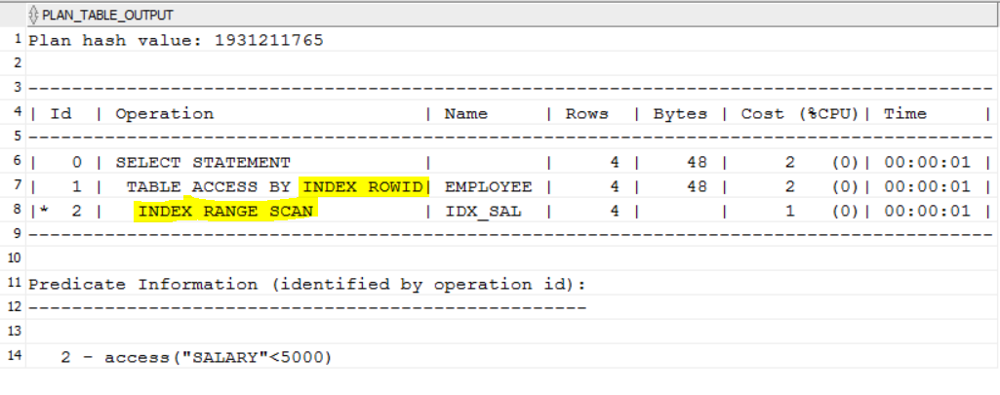 PLAN_TABLE_OUTPUT
1 Plan hash value: 1931211765
2
3 ---------------------------------------------------------------------------------------
4 | Id  | Operation                   | Name     | Rows  | Bytes | Cost (%CPU)| Time     |
5 ---------------------------------------------------------------------------------------
6 |   0 | SELECT STATEMENT            |          |     4 |    48 |     2   (0)| 00:00:01 |
7 |   1 |  TABLE ACCESS BY INDEX ROWID| EMPLOYEE |     4 |    48 |     2   (0)| 00:00:01 |
8 |*  2 |   INDEX RANGE SCAN          | IDX_SAL  |     4 |       |     1   (0)| 00:00:01 |
9 ---------------------------------------------------------------------------------------
10
11 Predicate Information (identified by operation id):
12 ---------------------------------------------------
13
14    2 - access("SALARY"<5000)